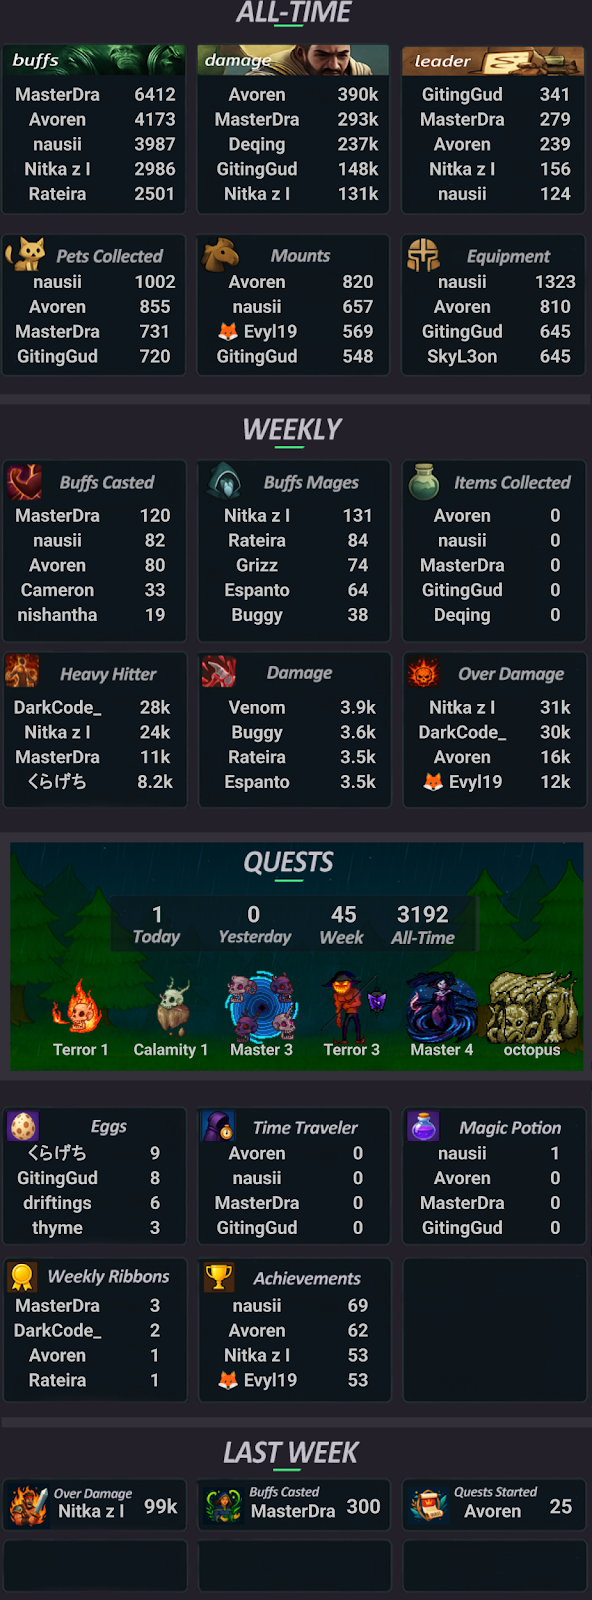 ALL-TIME
buffs
MasterDra 6412
Avoren 4173
nausii 3987
Nitka z I 2986
Rateira 2501
damage
Avoren 390k
MasterDra 293k
Deqing 237k
GitingGud 148k
Nitka z I 131k
leader
GitingGud 341
MasterDra 279
Avoren 239
Nitka z I 156
nausii 124
Pets Collected
nausii 1002
Avoren 855
MasterDra 731
GitingGud 720
Mounts
Avoren 820
nausii 657
🦊 Evyl19 569
GitingGud 548
Equipment
nausii 1323
Avoren 810
GitingGud 645
SkyL3on 645
WEEKLY
Buffs Casted
MasterDra 120
nausii 82
Avoren 80
Cameron 33
nishantha 19
Buffs Mages
Nitka z I 131
Rateira 84
Grizz 74
Espanto 64
Buggy 38
Items Collected
Avoren 0
nausii 0
MasterDra 0
GitingGud 0
Deqing 0
Heavy Hitter
DarkCode_ 28k
Nitka z I 24k
MasterDra 11k
くらげち 8.2k
Damage
Venom 3.9k
Buggy 3.6k
Rateira 3.5k
Espanto 3.5k
Over Damage
Nitka z I 31k
DarkCode_ 30k
Avoren 16k
🦊 Evyl19 12k
QUESTS
1 0 45 3192
Today Yesterday Week All-Time
Terror 1 Calamity 1 Master 3 Terror 3 Master 4 octopus
Eggs
くらげち 9
GitingGud 8
driftings 6
thyme 3
Time Traveler
Avoren 0
nausii 0
MasterDra 0
GitingGud 0
Magic Potion
nausii 1
Avoren 0
MasterDra 0
GitingGud 0
Weekly Ribbons
MasterDra 3
DarkCode_ 2
Avoren 1
Rateira 1
Achievements
nausii 69
Avoren 62
Nitka z I 53
🦊 Evyl19 53
LAST WEEK
Over Damage
Nitka z I 99k
Buffs Casted
MasterDra 300
Quests Started
Avoren 25